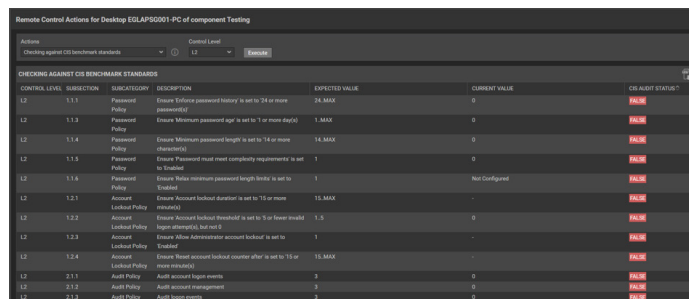 Remote Control Actions for Desktop EGLAPSG001-PC of component Testing
Actions Control Level
Checking against CIS benchmark standards L2 Execute
CHECKING AGAINST CIS BENCHMARK STANDARDS
CONTROL LEVEL SUBSECTION SUBCATEGORY DESCRIPTION EXPECTED VALUE CURRENT VALUE CIS AUDIT STATUS
L2 1.1.1 Password Ensure 'Enforce password history' is set to '24 or more 24..MAX 0 FALSE
Policy password(s)'
L2 1.1.3 Password Ensure 'Minimum password age' is set to '1 or more day(s) 1..MAX 0 FALSE
Policy
L2 1.1.4 Password Ensure 'Minimum password length' is set to '14 or more 14..MAX 0 FALSE
Policy character(s)
L2 1.1.5 Password Ensure 'Password must meet complexity requirements' is set 1 0 FALSE
Policy to 'Enabled
L2 1.1.6 Password Ensure 'Relax minimum password length limits' is set to 1 Not Configured FALSE
Policy 'Enabled
L2 1.2.1 Account Ensure 'Account lockout duration' is set to '15 or more 15..MAX - FALSE
Lockout Policy minute(s)
L2 1.2.2 Account Ensure 'Account lockout threshold' is set to '5 or fewer invalid 1..5 0 FALSE
Lockout Policy logon attempt(s), but not 0
L2 1.2.3 Account Ensure 'Allow Administrator account lockout' is set to 1 - FALSE
Lockout Policy 'Enabled'
L2 1.2.4 Account Ensure 'Reset account lockout counter after' is set to '15 or 15..MAX - FALSE
Lockout Policy more minute(s)
L2 2.1.1 Audit Policy Audit account logon events 3 0 FALSE
L2 2.1.2 Audit Policy Audit account management 3 0 FALSE
L2 2.1.3 Audit Policy Audit logon events 3 0 FALSE